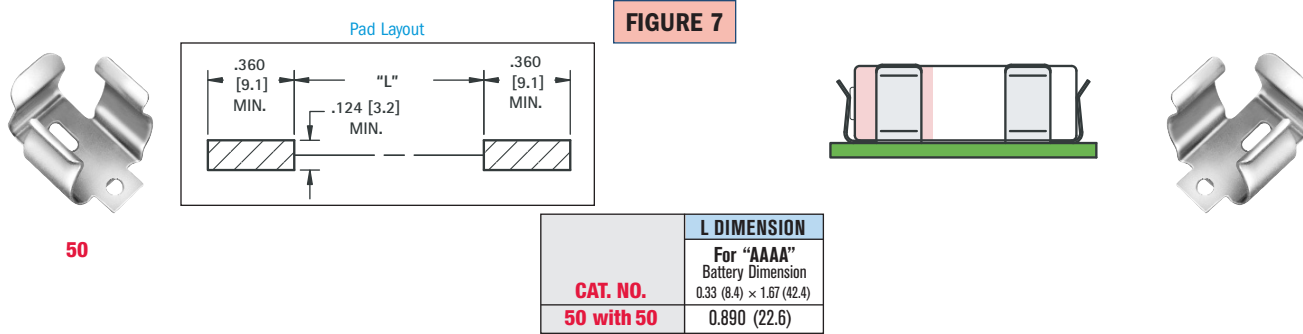 FIGURE 7
Pad Layout
.360
[9.1]
MIN.
"L"
.360
[9.1]
MIN.
.124 [3.2]
MIN.
50
L DIMENSION
For “AAAA”
Battery Dimension
CAT. NO.
0.33 (8.4) × 1.67 (42.4)
50 with 50
0.890 (22.6)